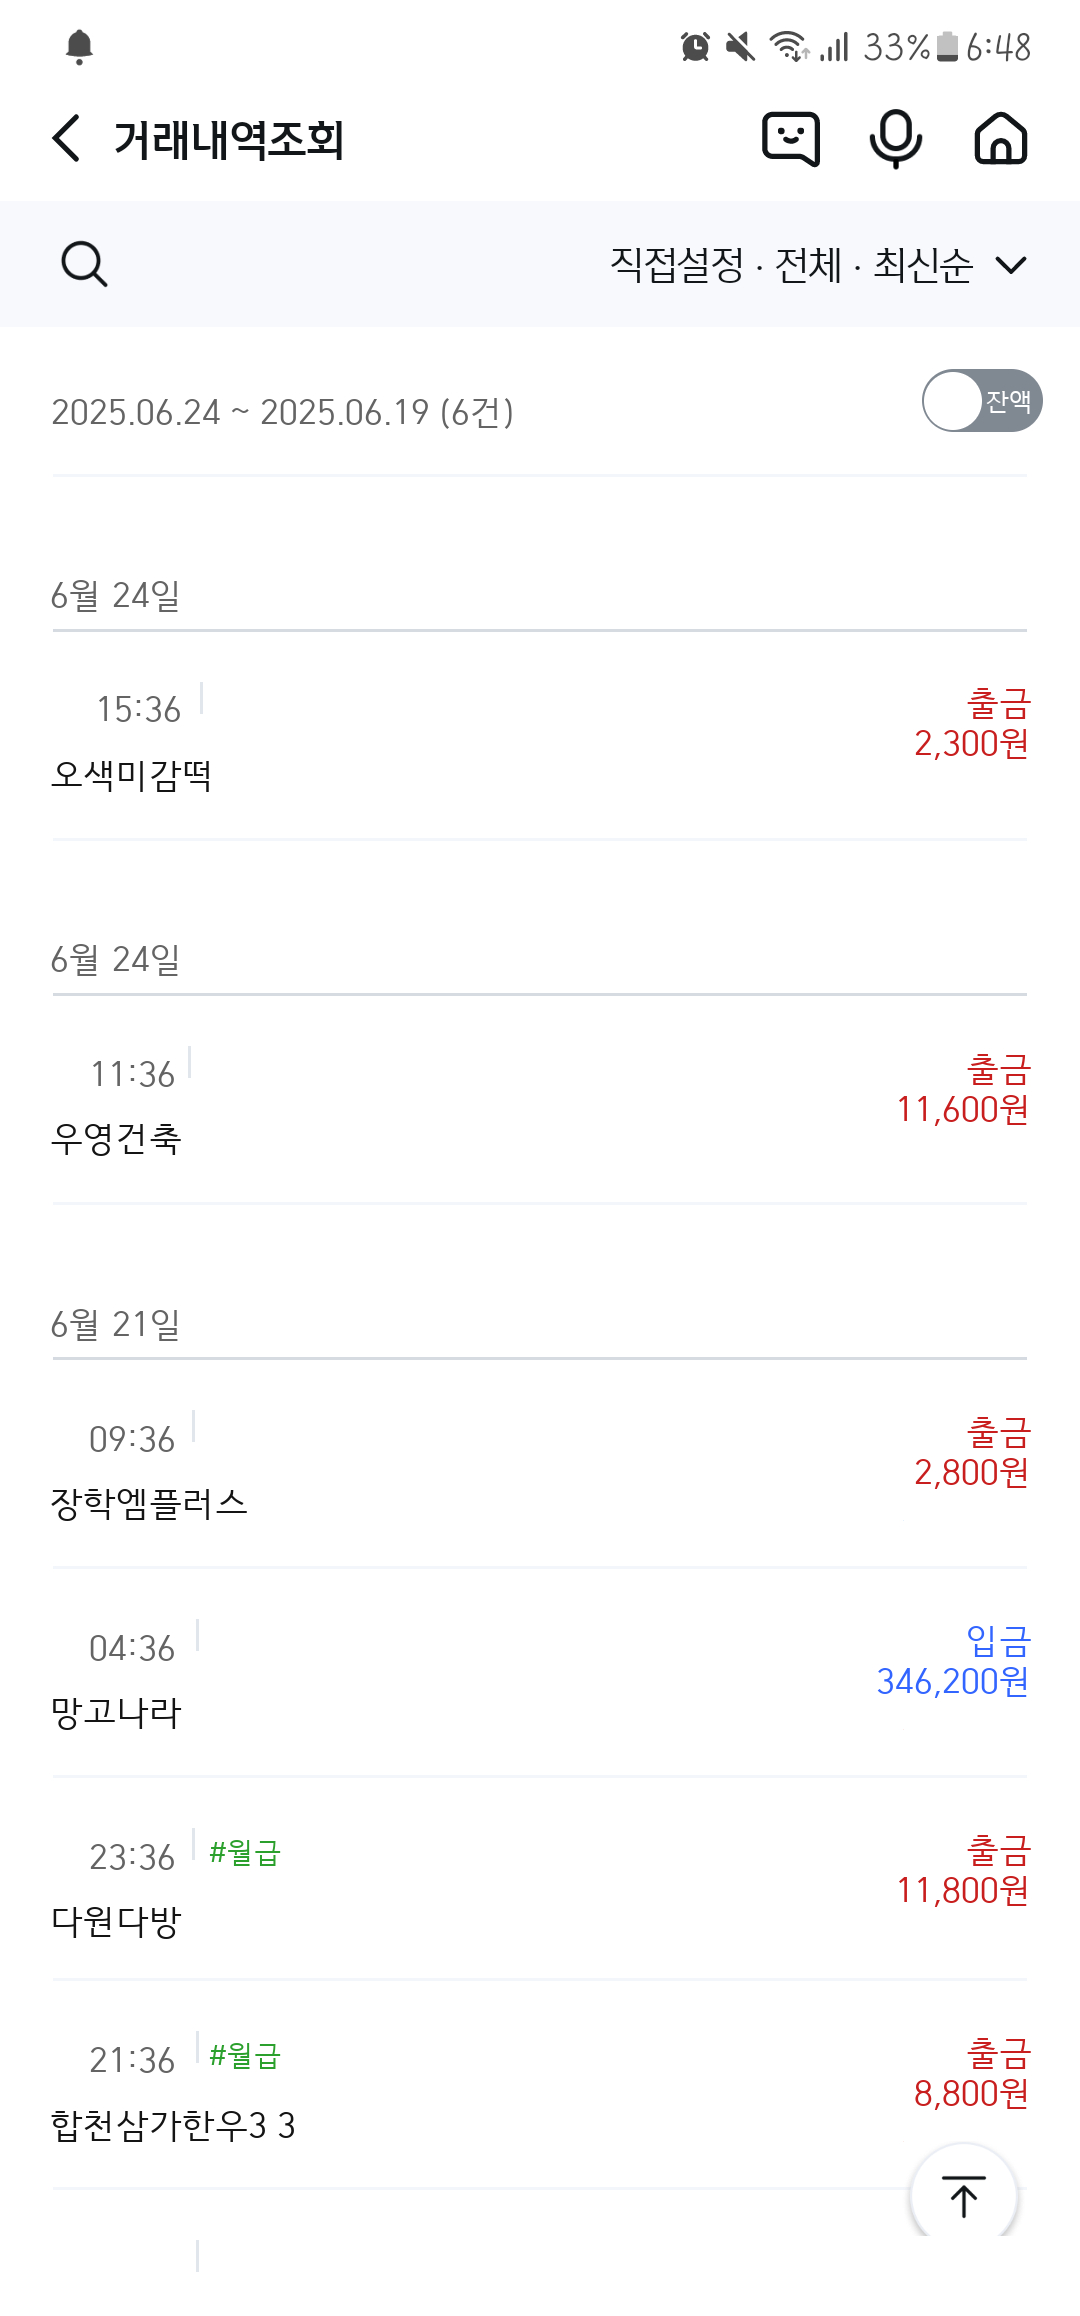 33% 6:48
거래내역조회
직접설정 · 전체 · 최신순
2025.06.24 ~ 2025.06.19 (6건)
잔액
6월 24일
15:36
출금
2,300원
오색미감떡
6월 24일
11:36
출금
11,600원
우영건축
6월 21일
09:36
출금
2,800원
장학엠플러스
04:36
입금
346,200원
망고나라
23:36 #월급
출금
11,800원
다원다방
21:36 #월급
출금
8,800원
합천삼가한우3 3